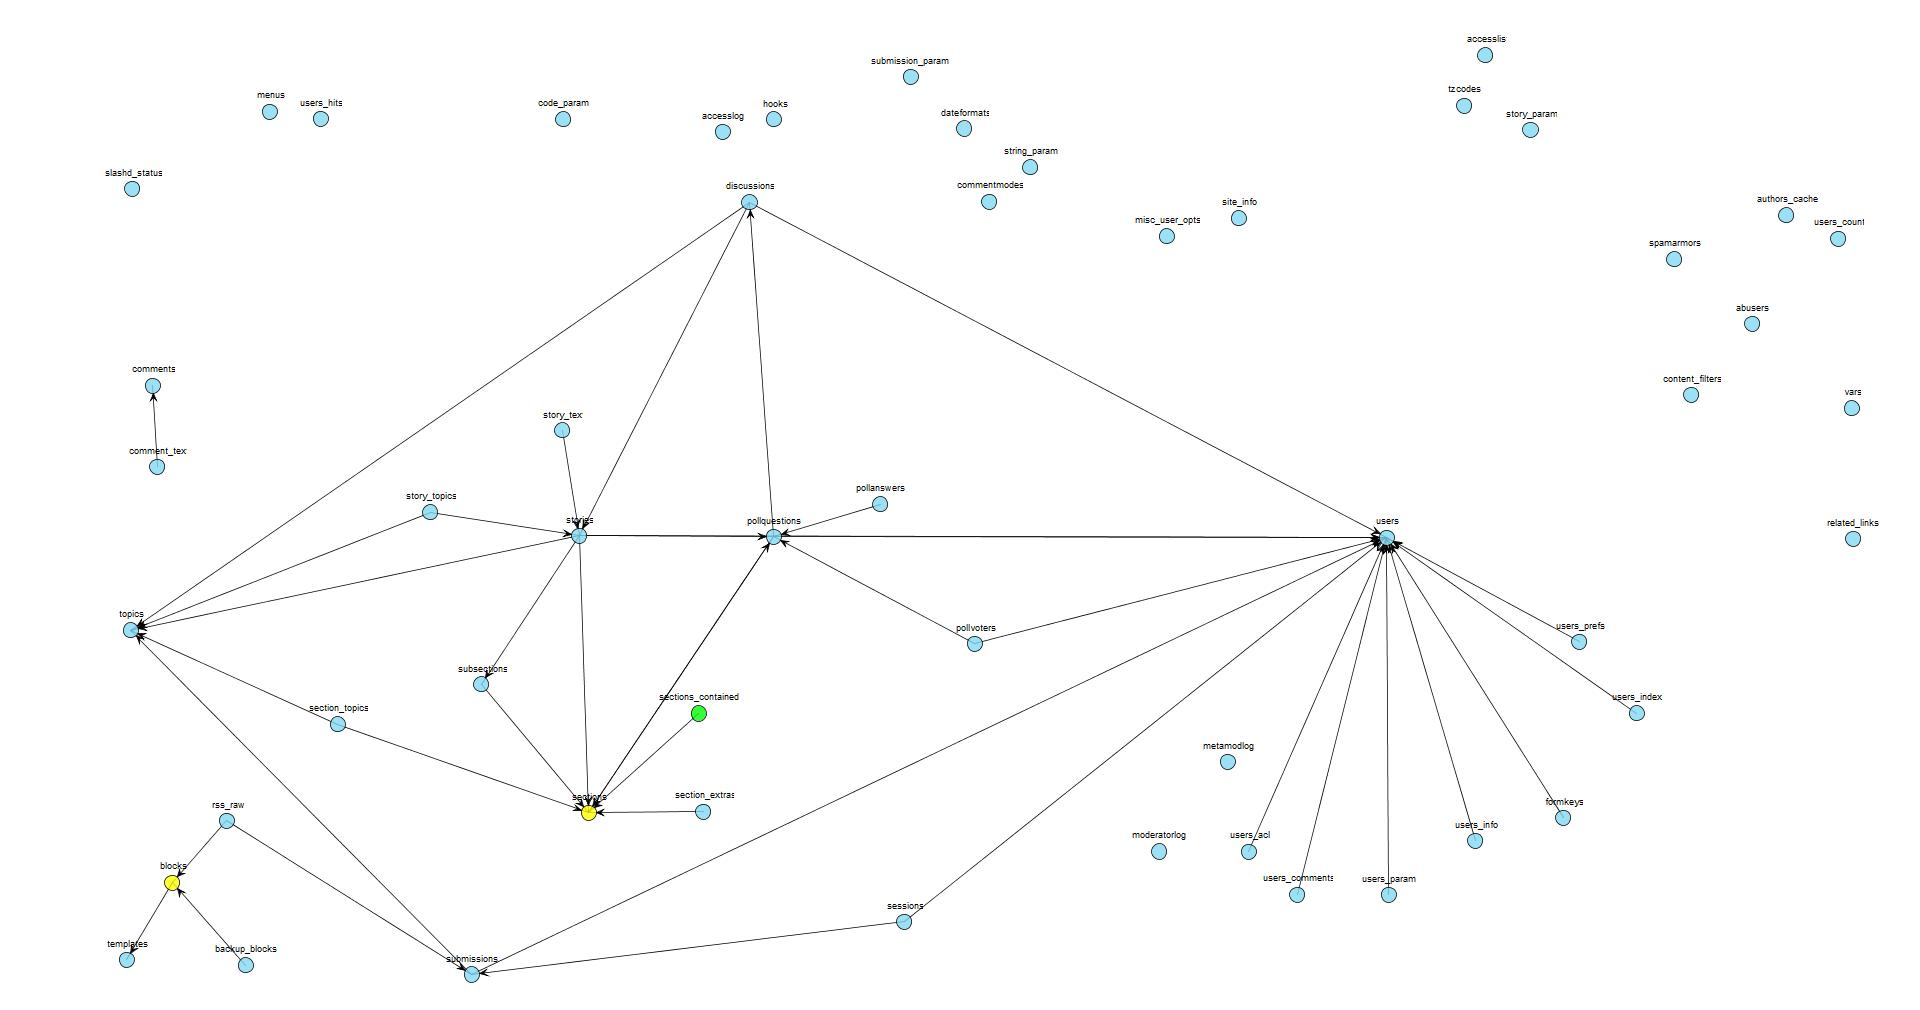 accesslis
submission_param
tzcodes
menus
users_hits
code_param
hooks
accesslog
dateformats
story_param
string_param
slashd_status
discussions
commentmodes
authors_cache
site_info
misc_user_opts
users_count
spamarmors
abusers
comments
content_filters
vars
story_tex
comment_tex
pollanswers
story_topics
stories
pollquestions
users
related_links
topics
pollvoters
users_prefs
subsections
sections_contained
users_index
section_topics
metamodlog
sections
section_extras
rss_raw
formkeys
users_info
moderatorlog
users_acl
blocks
users_comments
users_param
sessions
templates
backup_blocks
submissions